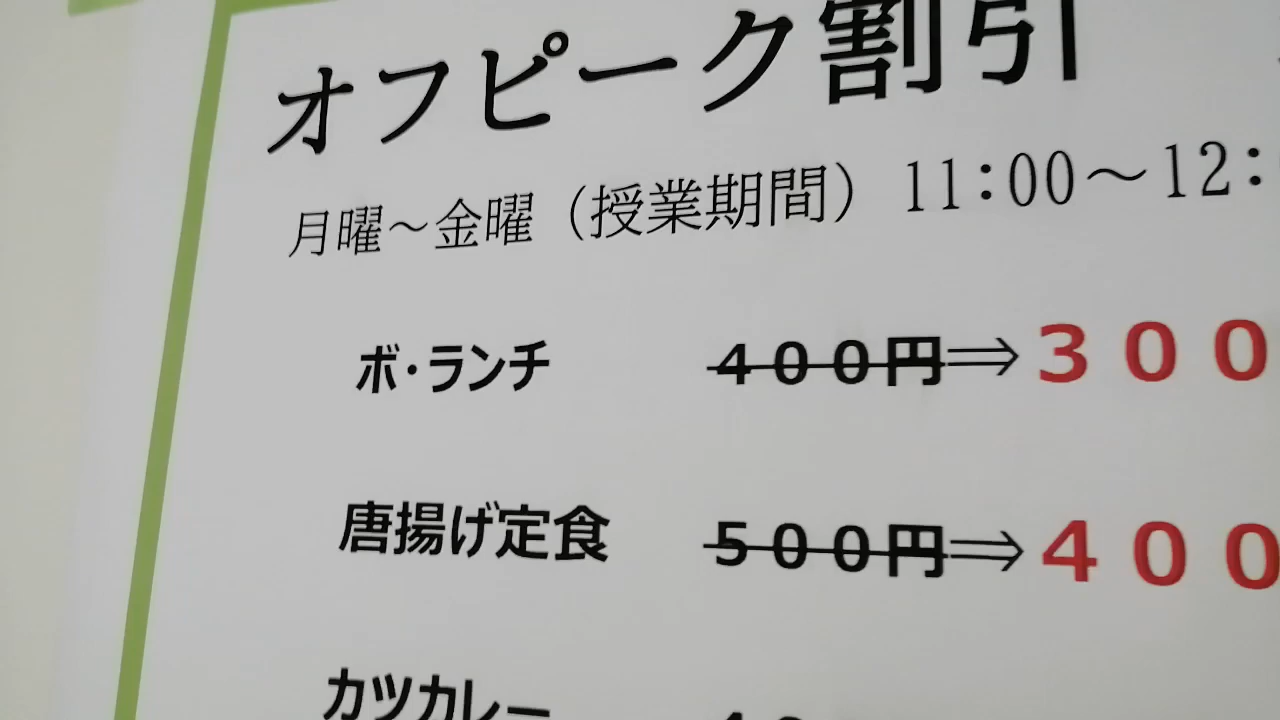 オフピーク割引
月曜～金曜（授業期間） 11:00～12:
ボ・ランチ 400円⇒300
唐揚げ定食 500円⇒400
カツカレー